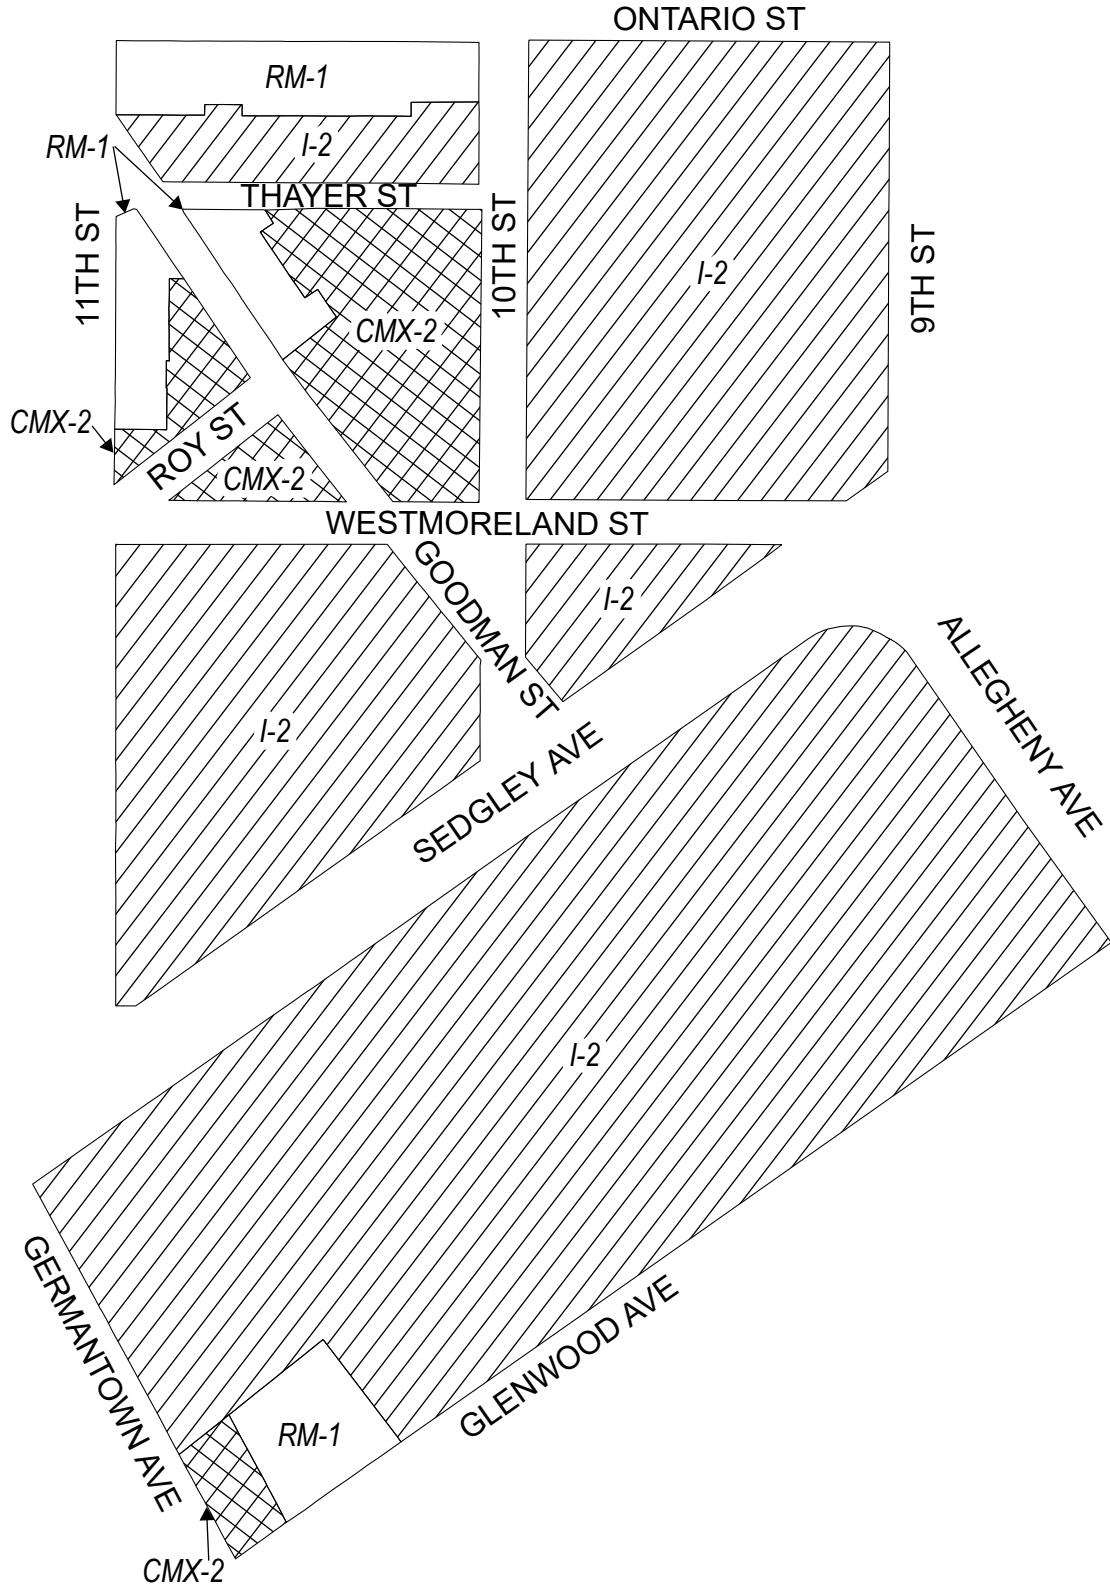 ONTARIO ST
RM-1
RM-1
I-2
THAYER ST
11TH ST
10TH ST
I-2
9TH ST
CMX-2
CMX-2
ROY ST
CMX-2
WESTMORELAND ST
GOODMAN ST
I-2
ALLEGHENY AVE
I-2
SEDGLEY AVE
I-2
GERMANTOWN AVE
GLENWOOD AVE
RM-1
CMX-2